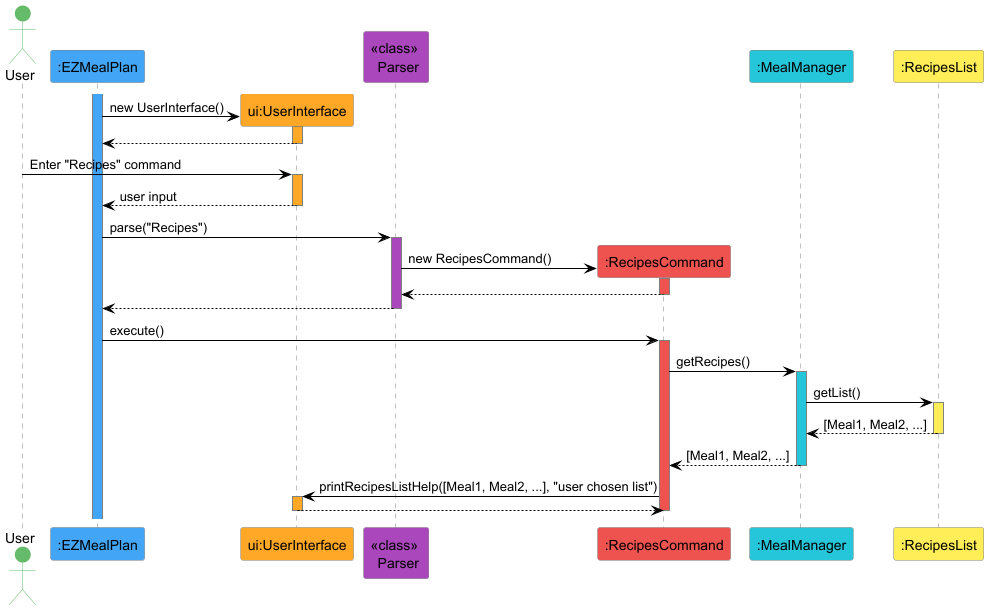 User
:EZMealPlan
«class»
Parser
:MealManager
:RecipesList
new UserInterface()
ui:UserInterface
Enter "Recipes" command
user input
parse("Recipes")
new RecipesCommand()
:RecipesCommand
execute()
getRecipes()
getList()
[Meal1, Meal2, ...]
[Meal1, Meal2, ...]
printRecipesListHelp([Meal1, Meal2, ...], "user chosen list")
User
:EZMealPlan
ui:UserInterface
«class»
Parser
:RecipesCommand
:MealManager
:RecipesList